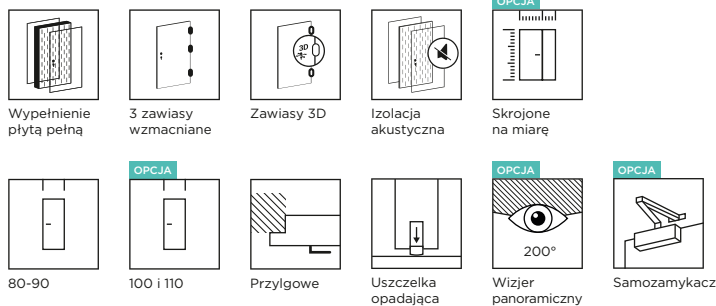 OPCJA
3D
Wypełnienie
płytą pełną
3 zawiasy
wzmacniane
Zawiasy 3D
Izolacja
akustyczna
Skrojone
na miarę
OPCJA
OPCJA
OPCJA
200°
80-90
100 i 110
Przylgowe
Uszczelka
opadająca
Wizjer
panoramiczny
Samozamykacz